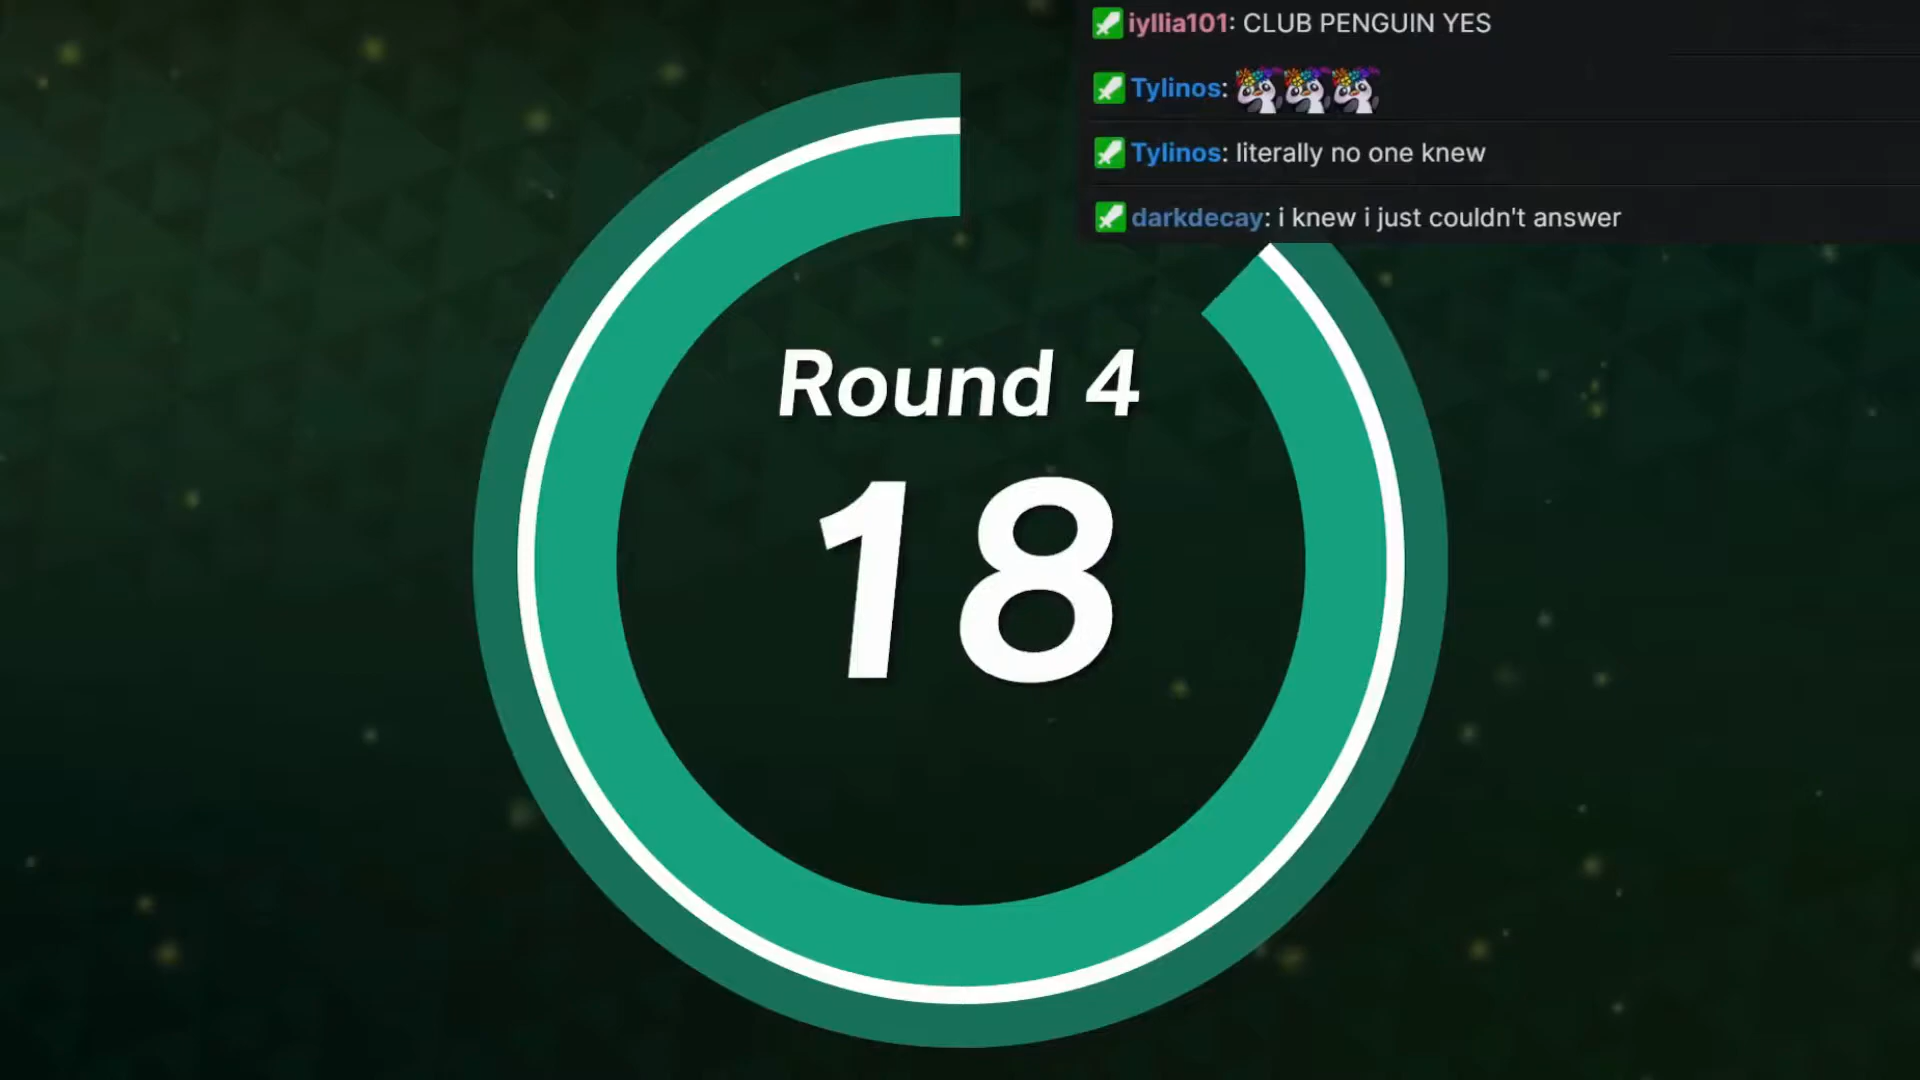 iyllia101: CLUB PENGUIN YES
Tylinos:
Tylinos: literally no one knew
darkdecay: i knew i just couldn't answer
Round 4
18